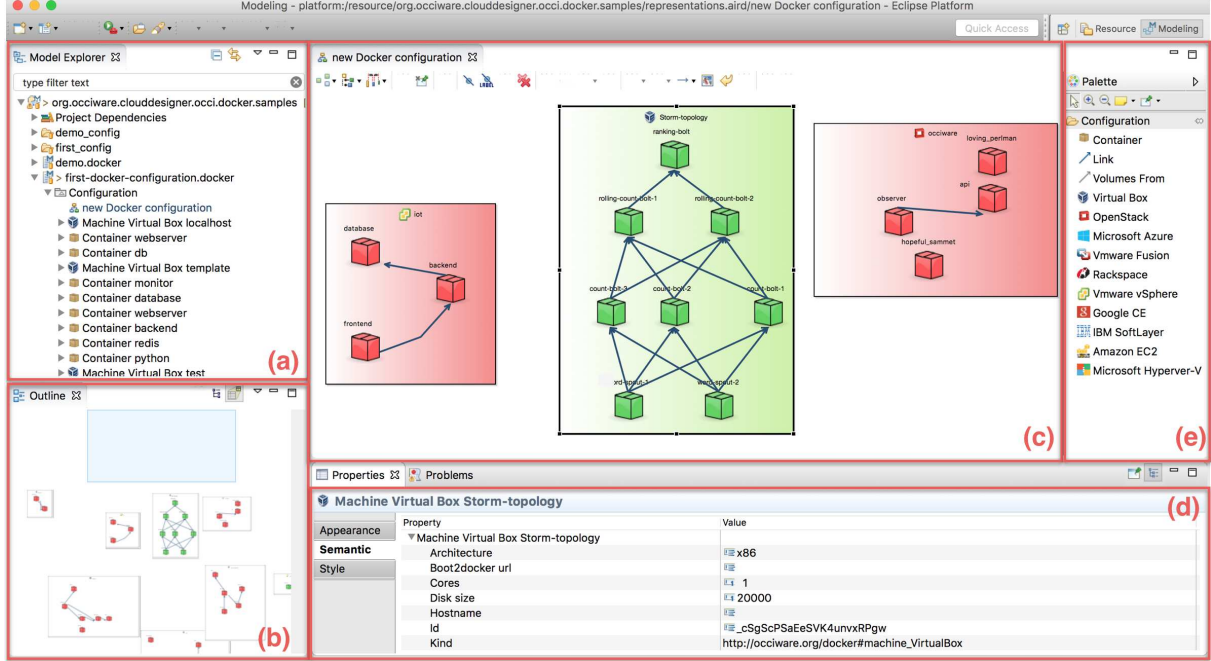 Modeling - platform:/resource/org.occiware.clouddesigner.occi.docker.samples/representations.aird/new Docker configuration - Eclipse Platform
Quick Access
Resource
Modeling
Model Explorer
type filter text
> org.occiware.clouddesigner.occi.docker.samples
Project Dependencies
demo_config
first_config
demo.docker
> first-docker-configuration.docker
Configuration
new Docker configuration
Machine Virtual Box localhost
Container webserver
Container db
Machine Virtual Box template
Container monitor
Container database
Container webserver
Container backend
Container redis
Container python
Machine Virtual Box test
(a)
Outline
(b)
new Docker configuration
LABEL
iot
database
backend
frontend
Storm-topology
ranking-bolt
rolling-count-bolt-1
rolling-count-bolt-2
count-bolt-2
count-bolt-1
word-spout-2
occiware
loving_perlman
api
observer
hopeful_sammet
(c)
Palette
Configuration
Container
Link
Volumes From
Virtual Box
OpenStack
Microsoft Azure
Vmware Fusion
Rackspace
Vmware vSphere
Google CE
IBM SoftLayer
Amazon EC2
Microsoft Hyperver-V
(e)
Properties
Problems
Machine Virtual Box Storm-topology
(d)
Appearance
Semantic
Style
Property Value
Machine Virtual Box Storm-topology
Architecture x86
Boot2docker url
Cores 1
Disk size 20000
Hostname
Id _cSgScPSaEeSVK4unvxRPgw
Kind http://occiware.org/docker#machine_VirtualBox